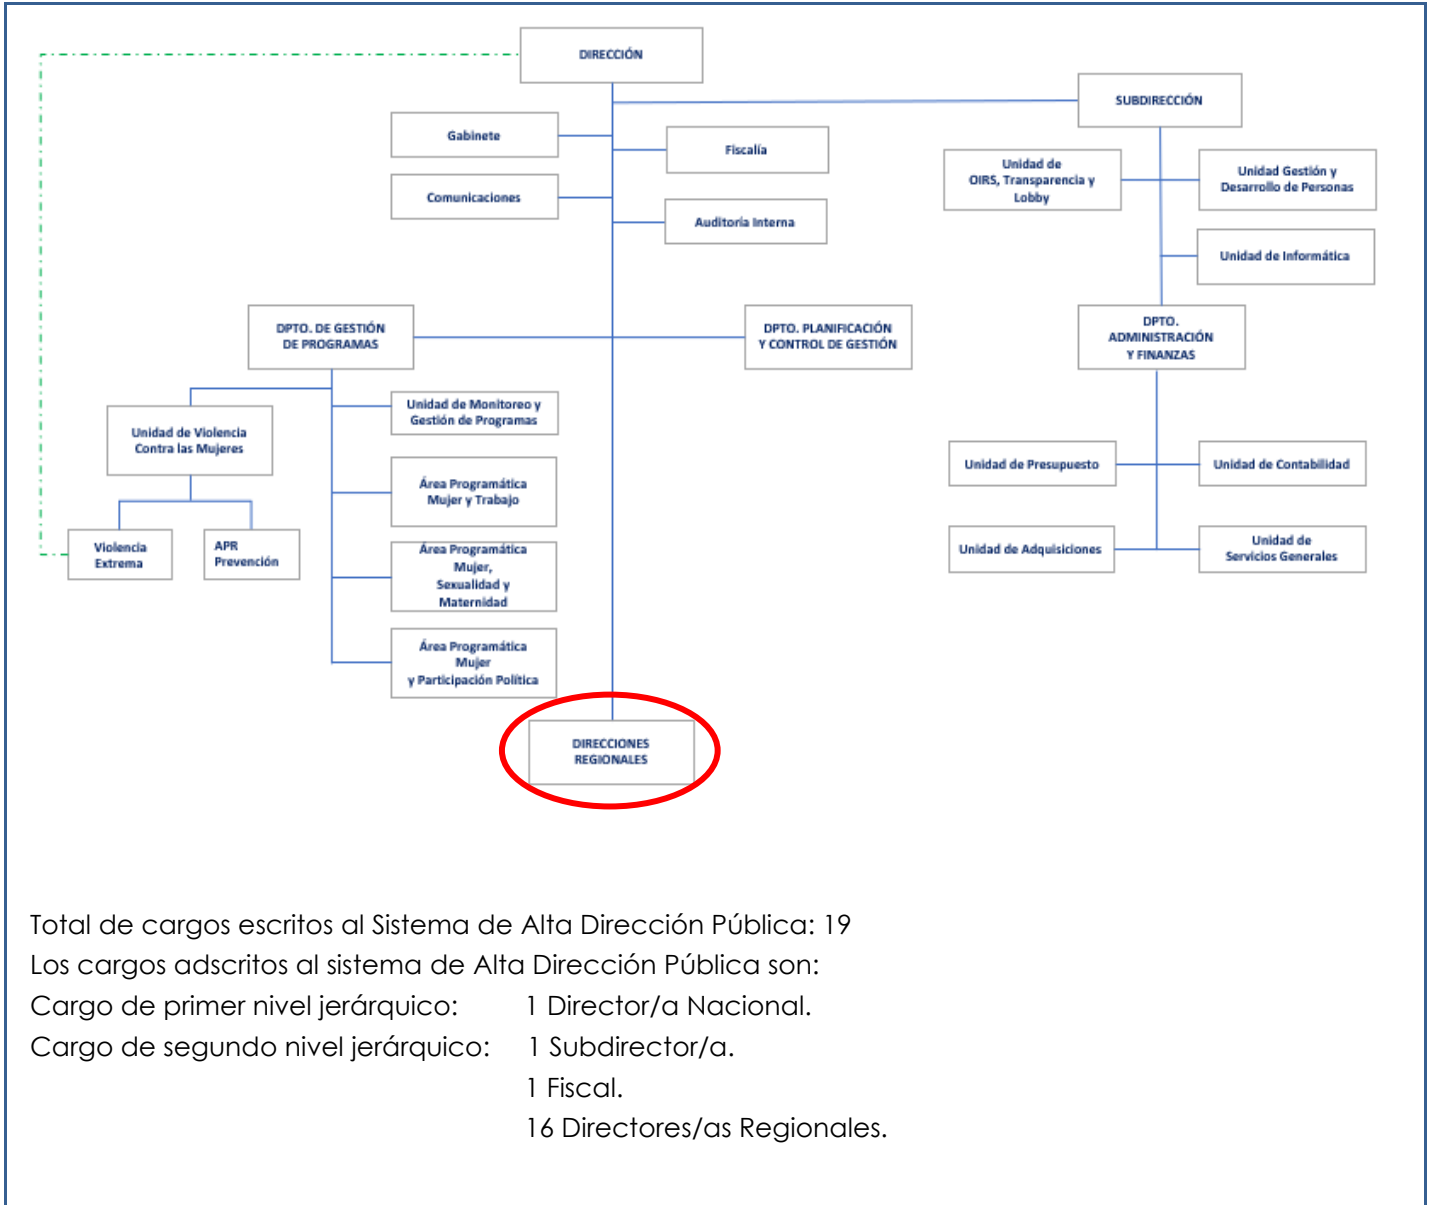 DIRECCIÓN
SUBDIRECCIÓN
Gabinete
Fiscalía
Comunicaciones
Auditoría Interna
Unidad de
OIRS, Transparencia y
Lobby
Unidad Gestión y
Desarrollo de Personas
Unidad de Informática
DPTO. DE GESTIÓN
DE PROGRAMAS
DPTO. PLANIFICACIÓN
Y CONTROL DE GESTIÓN
DPTO.
ADMINISTRACIÓN
Y FINANZAS
Unidad de Monitoreo y
Gestión de Programas
Unidad de Violencia
Contra las Mujeres
Área Programática
Mujer y Trabajo
Unidad de Presupuesto
Unidad de Contabilidad
Violencia
Extrema
APR
Prevención
Área Programática
Mujer,
Sexualidad y
Maternidad
Unidad de Adquisiciones
Unidad de
Servicios Generales
Área Programática
Mujer
y Participación Política
DIRECCIONES
REGIONALES
Total de cargos escritos al Sistema de Alta Dirección Pública: 19
Los cargos adscritos al sistema de Alta Dirección Pública son:
Cargo de primer nivel jerárquico: 1 Director/a Nacional.
Cargo de segundo nivel jerárquico: 1 Subdirector/a.
1 Fiscal.
16 Directores/as Regionales.